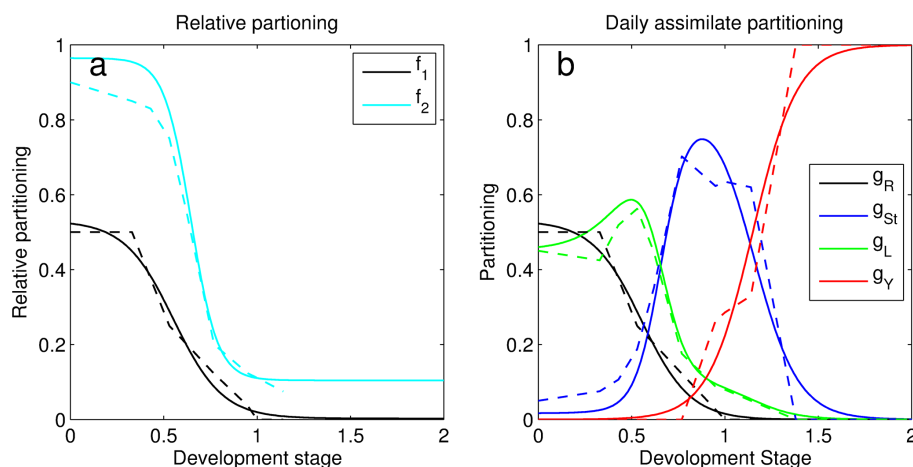 Relative partioning
a
f1
f2
1
0.8
0.6
0.4
0.2
0
Relative partitioning
0 0.5 1 1.5 2
Development stage
Daily assimilate partitioning
b
gR
gSt
gL
gY
1
0.8
0.6
0.4
0.2
0
Partitioning
0 0.5 1 1.5 2
Development Stage